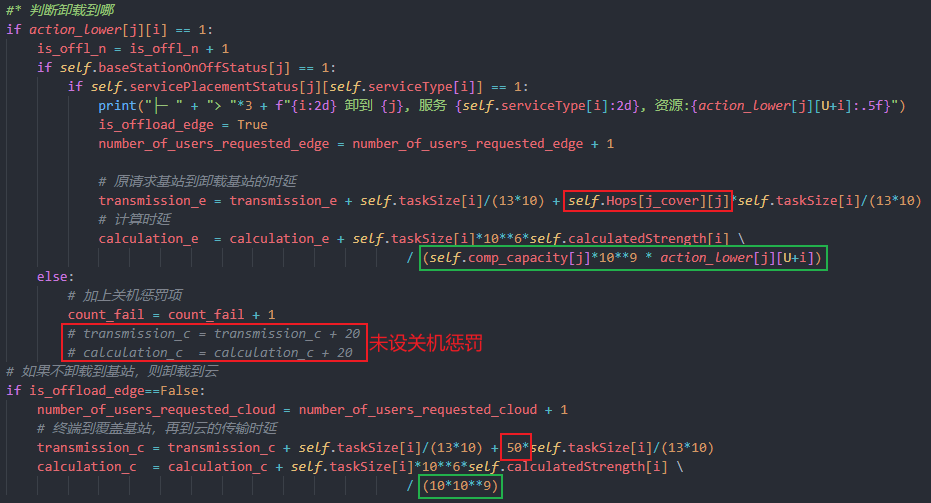 #* 判断卸载到哪
if action_lower[j][i] == 1:
    is_offl_n = is_offl_n + 1
    if self.baseStationOnOffStatus[j] == 1:
        if self.servicePlacementStatus[j][self.serviceType[i]] == 1:
            print("├─ " + "> "*3 + f"{i:2d} 卸到 {j}, 服务 {self.serviceType[i]:2d}, 资源:{action_lower[j][U+i]:.5f}")
            is_offload_edge = True
            number_of_users_requested_edge = number_of_users_requested_edge + 1

            # 原请求基站到卸载基站的时延
            transmission_e = transmission_e + self.taskSize[i]/(13*10) + self.Hops[j_cover][j]*self.taskSize[i]/(13*10)
            # 计算时延
            calculation_e  = calculation_e + self.taskSize[i]*10**6*self.calculatedStrength[i] \
                                                    / (self.comp_capacity[j]*10**9 * action_lower[j][U+i])
    else:
        # 加上关机惩罚项
        count_fail = count_fail + 1
        # transmission_c = transmission_c + 20
        # calculation_c  = calculation_c + 20
未设关机惩罚
# 如果不卸载到基站，则卸载到云
if is_offload_edge==False:
    number_of_users_requested_cloud = number_of_users_requested_cloud + 1
    # 终端到覆盖基站，再到云的传输时延
    transmission_c = transmission_c + self.taskSize[i]/(13*10) + 50*self.taskSize[i]/(13*10)
    calculation_c  = calculation_c + self.taskSize[i]*10**6*self.calculatedStrength[i] \
                                                    / (10*10**9)